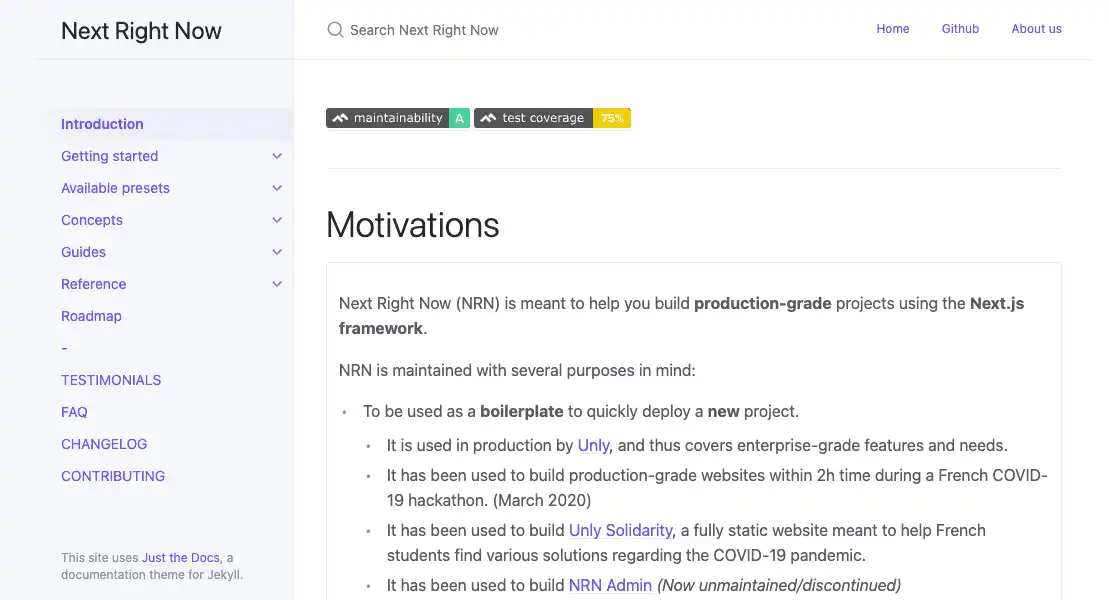 Next Right Now
Search Next Right Now
Home
Github
About us
Introduction
Getting started
Available presets
Concepts
Guides
Reference
Roadmap
-
TESTIMONIALS
FAQ
CHANGELOG
CONTRIBUTING
This site uses Just the Docs, a
documentation theme for Jekyll.
maintainability A
test coverage 75%
Motivations
Next Right Now (NRN) is meant to help you build production-grade projects using the Next.js
framework.
NRN is maintained with several purposes in mind:
To be used as a boilerplate to quickly deploy a new project.
It is used in production by Unly, and thus covers enterprise-grade features and needs.
It has been used to build production-grade websites within 2h time during a French COVID-
19 hackathon. (March 2020)
It has been used to build Unly Solidarity, a fully static website meant to help French
students find various solutions regarding the COVID-19 pandemic.
It has been used to build NRN Admin (Now unmaintained/discontinued)